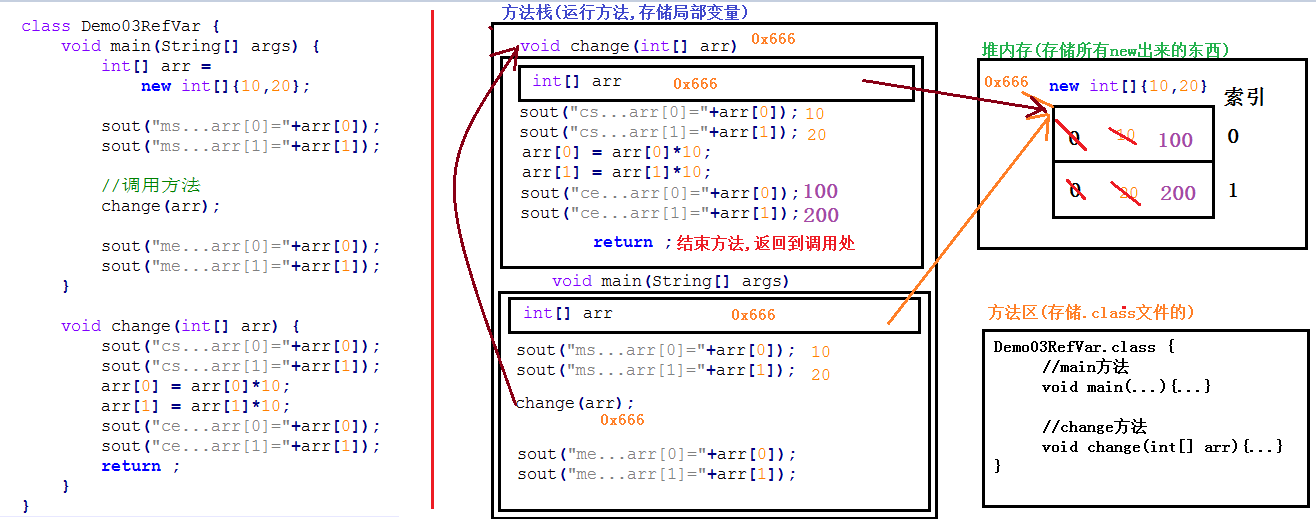 class Demo03RefVar {
void main(String[] args) {
int[] arr =
new int[]{10,20};
sout("ms...arr[0]="+arr[0]);
sout("ms...arr[1]="+arr[1]);
//调用方法
change(arr);
sout("me...arr[0]="+arr[0]);
sout("me...arr[1]="+arr[1]);
}
void change(int[] arr) {
sout("cs...arr[0]="+arr[0]);
sout("cs...arr[1]="+arr[1]);
arr[0] = arr[0]*10;
arr[1] = arr[1]*10;
sout("ce...arr[0]="+arr[0]);
sout("ce...arr[1]="+arr[1]);
return ;
}
}
方法栈(运行方法,存储局部变量)
void change(int[] arr) 0x666
int[] arr 0x666
sout("cs...arr[0]="+arr[0]); 10
sout("cs...arr[1]="+arr[1]); 20
arr[0] = arr[0]*10;
arr[1] = arr[1]*10;
sout("ce...arr[0]="+arr[0]); 100
sout("ce...arr[1]="+arr[1]); 200
return ; 结束方法,返回到调用处
void main(String[] args)
int[] arr 0x666
sout("ms...arr[0]="+arr[0]); 10
sout("ms...arr[1]="+arr[1]); 20
change(arr);
0x666
sout("me...arr[0]="+arr[0]);
sout("me...arr[1]="+arr[1]);
堆内存(存储所有new出来的东西)
0x666 new int[]{10,20} 索引
0 10 100 0
0 20 200 1
方法区(存储.class文件的)
Demo03RefVar.class {
//main方法
void main(...){...}
//change方法
void change(int[] arr){...}
}